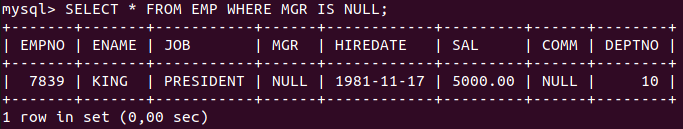 mysql> SELECT * FROM EMP WHERE MGR IS NULL;
+-------+-------+-----------+------+------------+---------+------+--------+
| EMPNO | ENAME | JOB       | MGR  | HIREDATE   | SAL     | COMM | DEPTNO |
+-------+-------+-----------+------+------------+---------+------+--------+
|  7839 | KING  | PRESIDENT | NULL | 1981-11-17 | 5000.00 | NULL |     10 |
+-------+-------+-----------+------+------------+---------+------+--------+
1 row in set (0,00 sec)